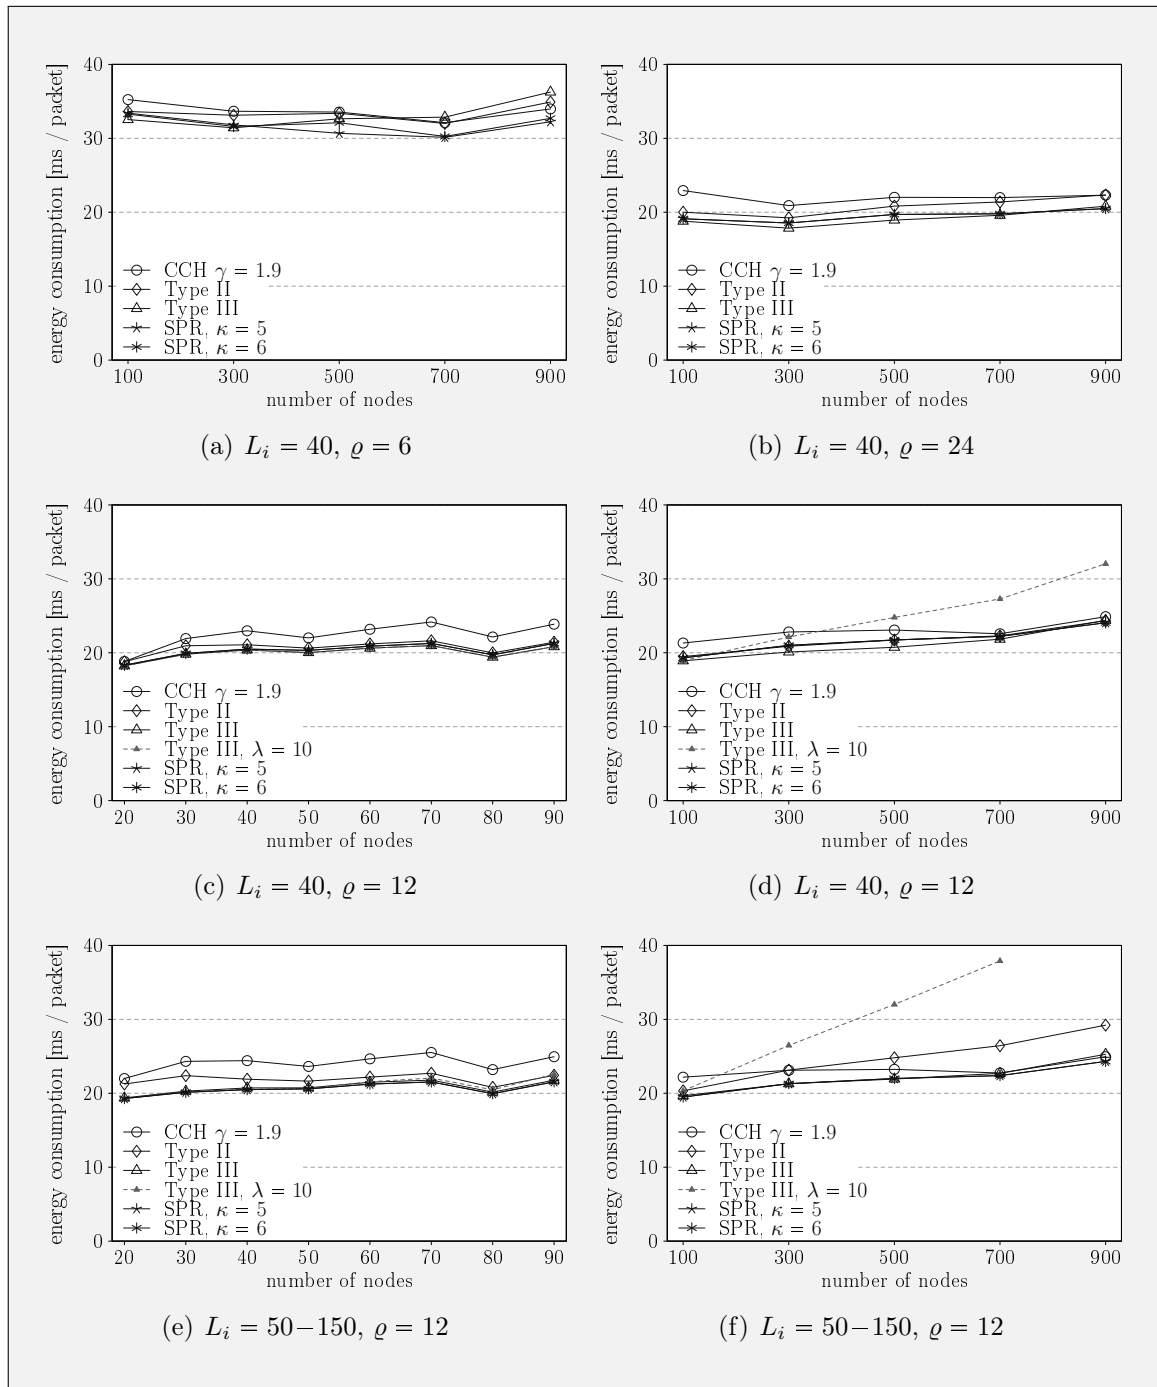 energy consumption [ms / packet]
40
30
20
10
0
CCH γ = 1.9
Type II
Type III
SPR, κ = 5
SPR, κ = 6
100 300 500 700 900
number of nodes
(a) L_i = 40, ϱ = 6
energy consumption [ms / packet]
40
30
20
10
0
CCH γ = 1.9
Type II
Type III
SPR, κ = 5
SPR, κ = 6
100 300 500 700 900
number of nodes
(b) L_i = 40, ϱ = 24
energy consumption [ms / packet]
40
30
20
10
0
CCH γ = 1.9
Type II
Type III
Type III, λ = 10
SPR, κ = 5
SPR, κ = 6
20 30 40 50 60 70 80 90
number of nodes
(c) L_i = 40, ϱ = 12
energy consumption [ms / packet]
40
30
20
10
0
CCH γ = 1.9
Type II
Type III
Type III, λ = 10
SPR, κ = 5
SPR, κ = 6
100 300 500 700 900
number of nodes
(d) L_i = 40, ϱ = 12
energy consumption [ms / packet]
40
30
20
10
0
CCH γ = 1.9
Type II
Type III
Type III, λ = 10
SPR, κ = 5
SPR, κ = 6
20 30 40 50 60 70 80 90
number of nodes
(e) L_i = 50−150, ϱ = 12
energy consumption [ms / packet]
40
30
20
10
0
CCH γ = 1.9
Type II
Type III
Type III, λ = 10
SPR, κ = 5
SPR, κ = 6
100 300 500 700 900
number of nodes
(f) L_i = 50−150, ϱ = 12